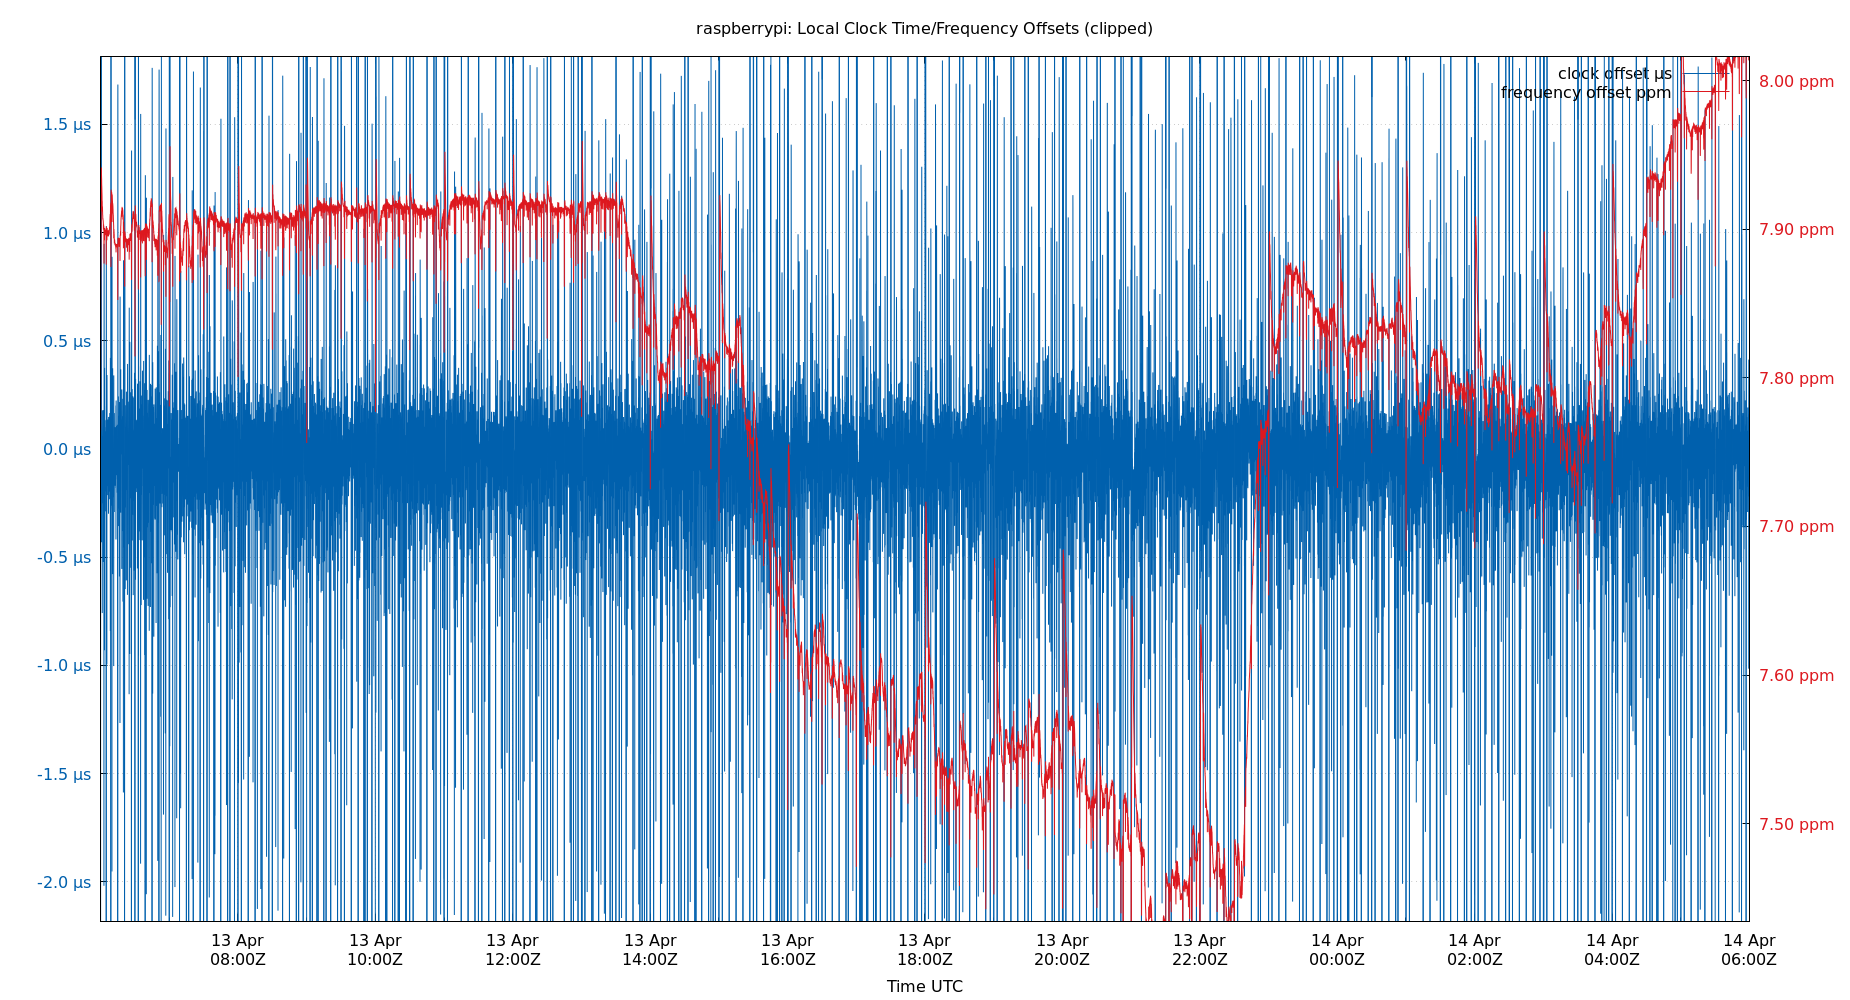 raspberrypi: Local Clock Time/Frequency Offsets (clipped)
clock offset µs
frequency offset ppm
1.5 µs
1.0 µs
0.5 µs
0.0 µs
-0.5 µs
-1.0 µs
-1.5 µs
-2.0 µs
8.00 ppm
7.90 ppm
7.80 ppm
7.70 ppm
7.60 ppm
7.50 ppm
13 Apr
08:00Z
13 Apr
10:00Z
13 Apr
12:00Z
13 Apr
14:00Z
13 Apr
16:00Z
13 Apr
18:00Z
13 Apr
20:00Z
13 Apr
22:00Z
14 Apr
00:00Z
14 Apr
02:00Z
14 Apr
04:00Z
14 Apr
06:00Z
Time UTC